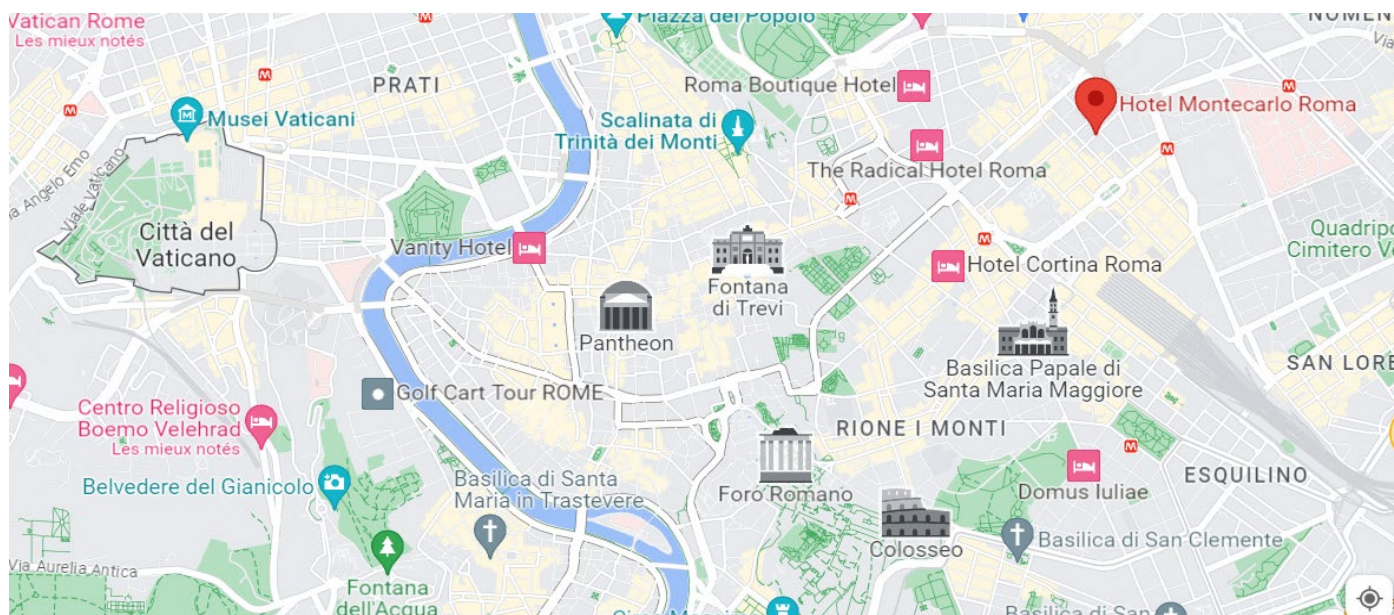 Vatican Rome
Les mieux notés
Piazza del Popolo
PRATI
Roma Boutique Hotel
Hotel Montecarlo Roma
Musei Vaticani
Scalinata di
Trinità dei Monti
The Radical Hotel Roma
Viale Vaticano
Angelo Emo
Città del
Vaticano
Vanity Hotel
Fontana
di Trevi
Hotel Cortina Roma
Cimitero
Pantheon
Basilica Papale di
Santa Maria Maggiore
Golf Cart Tour ROME
Centro Religioso
Boemo Velehrad
Les mieux notés
RIONE I MONTI
Belvedere del Gianicolo
Basilica di Santa
Maria in Trastevere
Foro Romano
Domus Iuliae
ESQUILINO
Colosseo
Basilica di San Clemente
Via Aurelia Antica
Fontana
dell'Acqua
Basilica di San